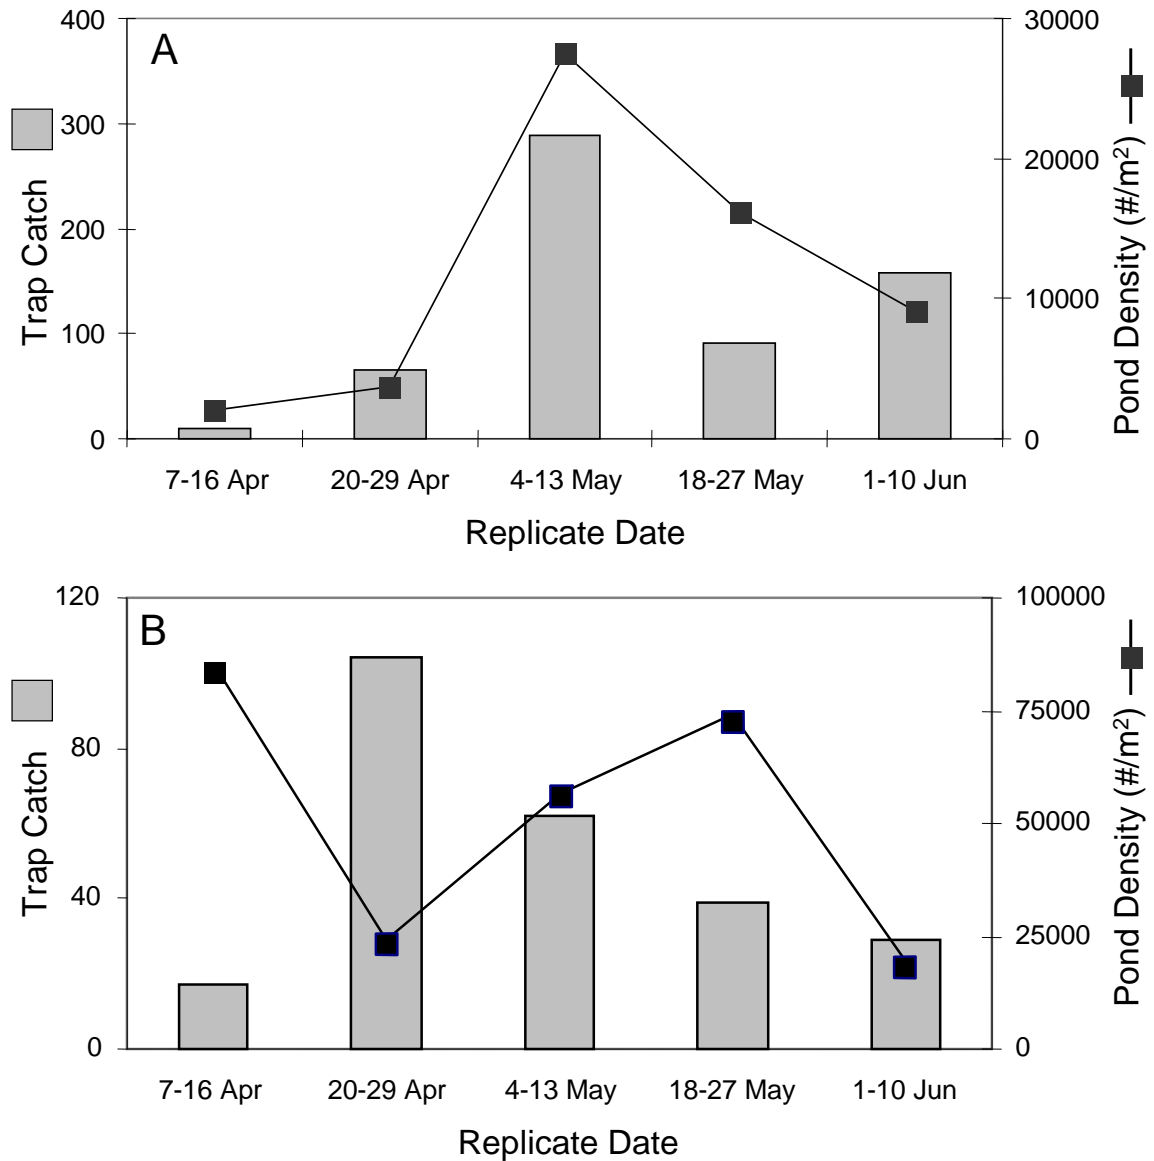 A
400
300
200
100
0
Trap Catch
30000
20000
10000
0
Pond Density (#/m²)
7-16 Apr 20-29 Apr 4-13 May 18-27 May 1-10 Jun
Replicate Date
B
120
80
40
0
Trap Catch
100000
75000
50000
25000
0
Pond Density (#/m²)
7-16 Apr 20-29 Apr 4-13 May 18-27 May 1-10 Jun
Replicate Date